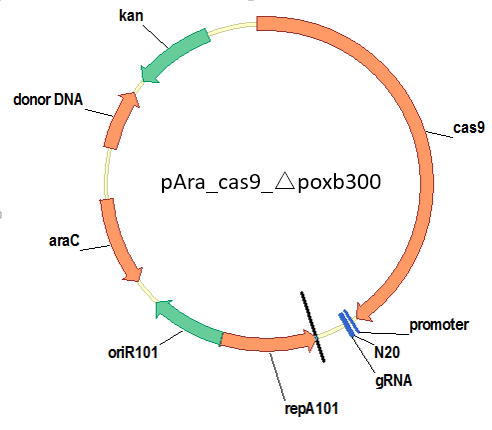 kan
donor DNA
cas9
pAra_cas9_△poxb300
araC
promoter
N20
oriR101
gRNA
repA101